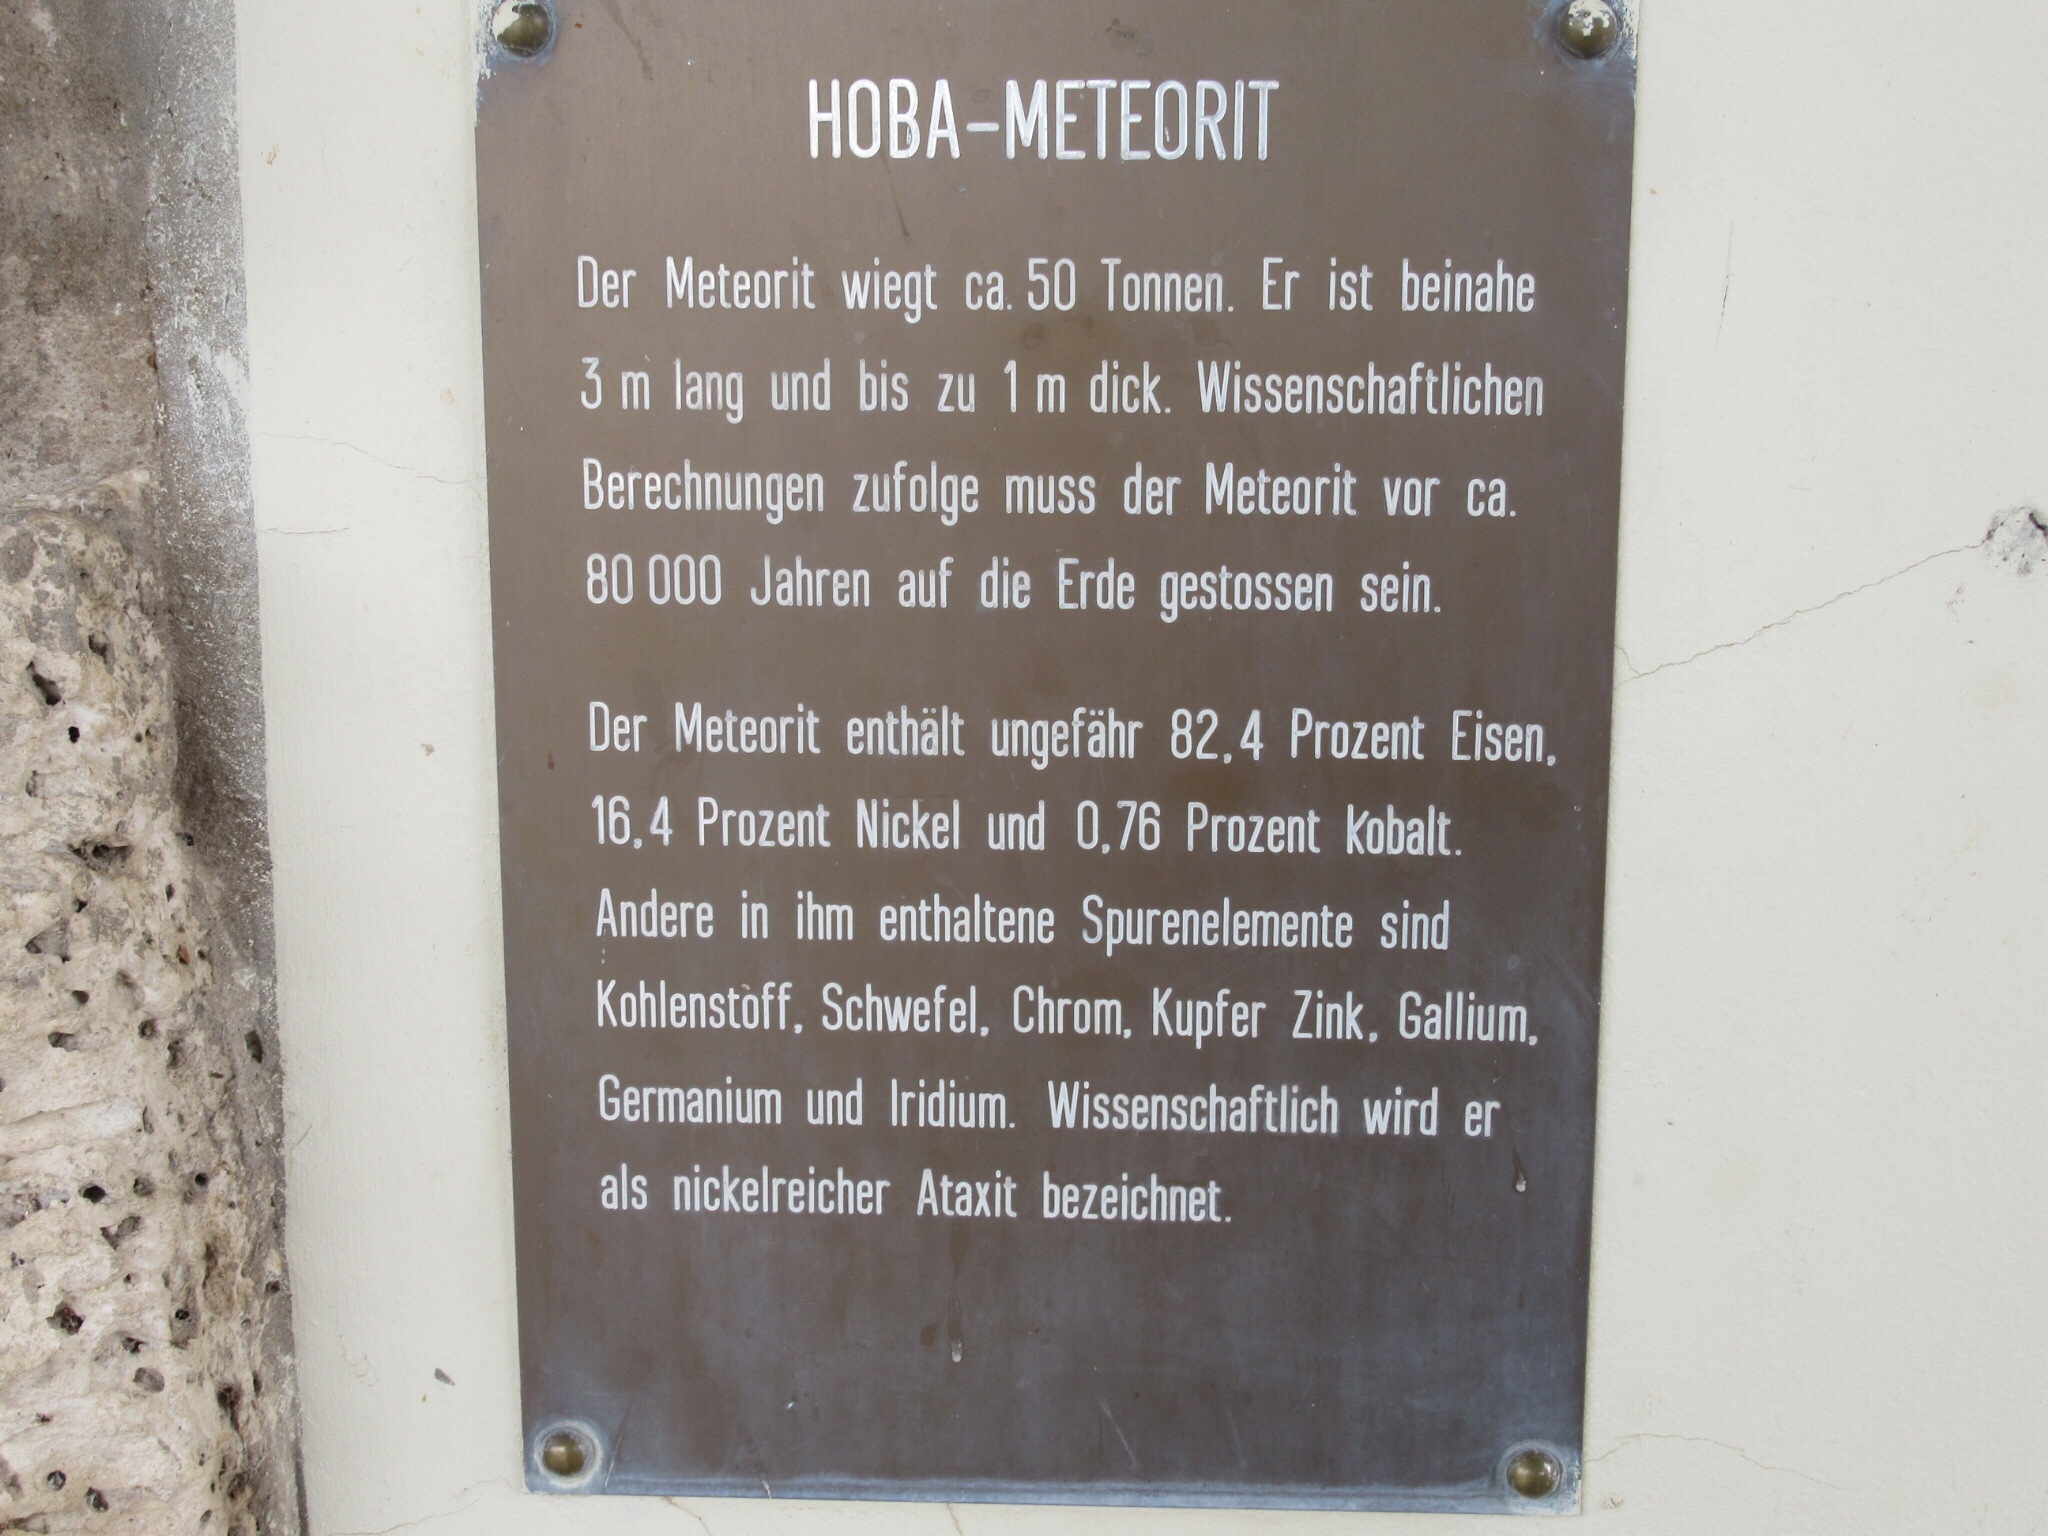 HOBA-METEORIT
Der Meteorit wiegt ca. 50 Tonnen. Er ist beinahe
3 m lang und bis zu 1 m dick. Wissenschaftlichen
Berechnungen zufolge muss der Meteorit vor ca.
80 000 Jahren auf die Erde gestossen sein.
Der Meteorit enthält ungefähr 82,4 Prozent Eisen,
16,4 Prozent Nickel und 0,76 Prozent Kobalt.
Andere in ihm enthaltene Spurenelemente sind
Kohlenstoff, Schwefel, Chrom, Kupfer Zink, Gallium,
Germanium und Iridium. Wissenschaftlich wird er
als nickelreicher Ataxit bezeichnet.